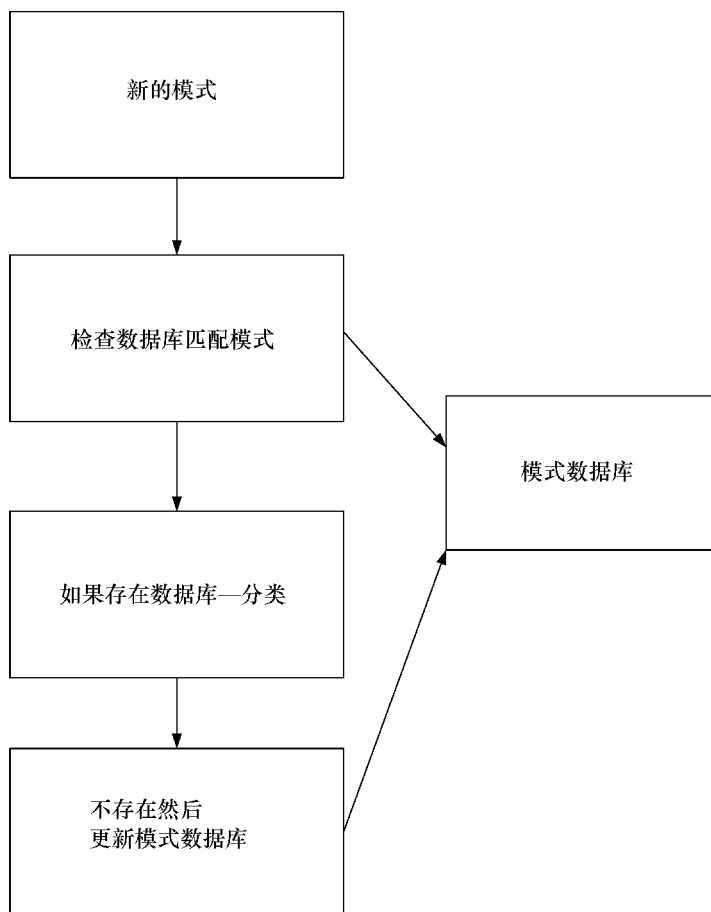 新的模式
检查数据库匹配模式
模式数据库
如果存在数据库—分类
不存在然后
更新模式数据库